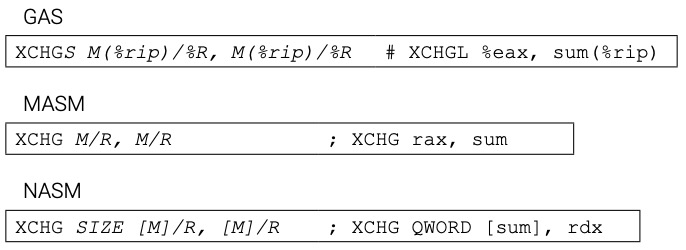 GAS
XCHGS M(%rip)/%R, M(%rip)/%R # XCHGL %eax, sum(%rip)
MASM
XCHG M/R, M/R ; XCHG rax, sum
NASM
XCHG SIZE [M]/R, [M]/R ; XCHG QWORD [sum], rdx